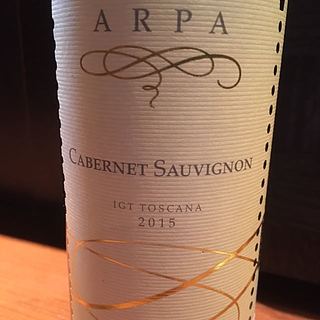 ARPA
CABERNET SAUVIGNON
IGT TOSCANA
2015